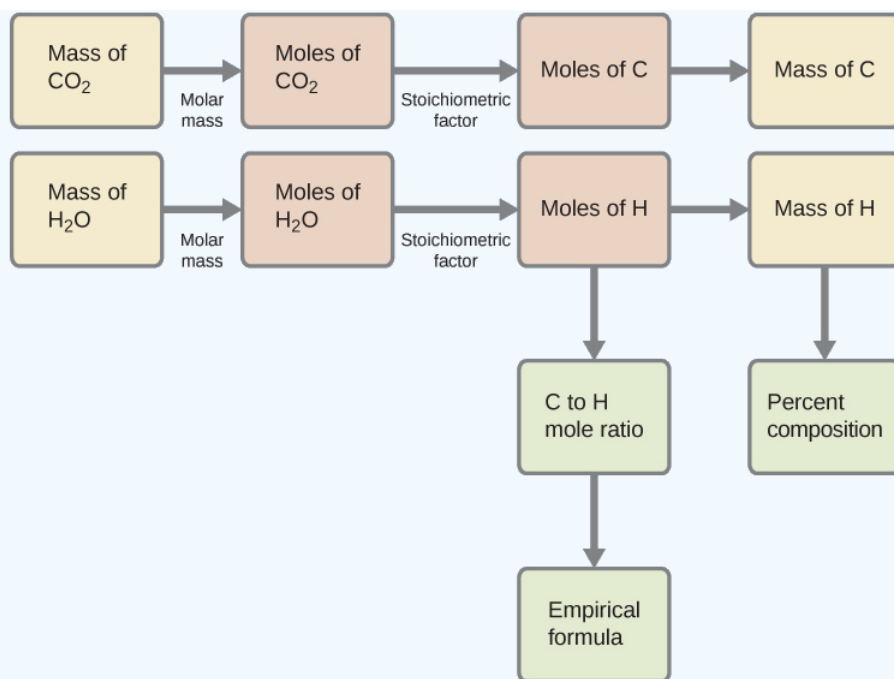 Mass of
CO₂
Molar
mass
Moles of
CO₂
Stoichiometric
factor
Moles of C
Mass of C
Mass of
H₂O
Molar
mass
Moles of
H₂O
Stoichiometric
factor
Moles of H
Mass of H
C to H
mole ratio
Percent
composition
Empirical
formula